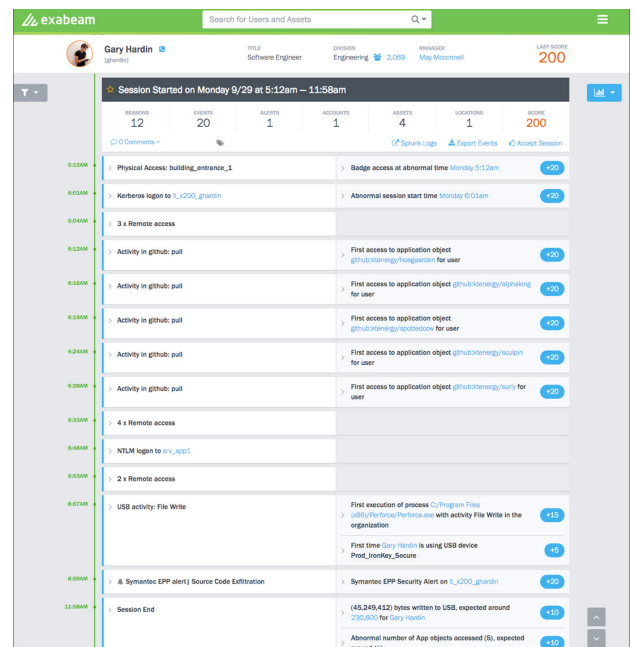 exabeam
Search for Users and Assets
Gary Hardin
[ghardin]
TITLE
Software Engineer
DIVISION
Engineering 2,069
MANAGER
May Mcconnell
LAST SCORE
200
Session Started on Monday 9/29 at 5:12am — 11:58am
REASONS
12
EVENTS
20
ALERTS
1
ACCOUNTS
1
ASSETS
4
LOCATIONS
1
SCORE
200
0 Comments
Splunk Logs
Export Events
Accept Session
5:12AM
Physical Access: building_entrance_1
Badge access at abnormal time Monday 5:12am
+20
6:01AM
Kerberos logon to lt_x200_ghardin
Abnormal session start time Monday 6:01am
+20
6:04AM
3 x Remote access
6:12AM
Activity in github: pull
First access to application object
github:ktenergy/hoegaarden for user
+20
6:16AM
Activity in github: pull
First access to application object github:ktenergy/alphaking
for user
+20
6:19AM
Activity in github: pull
First access to application object
github:ktenergy/spottedcow for user
+20
6:24AM
Activity in github: pull
First access to application object github:ktenergy/sculpin
for user
+20
6:28AM
Activity in github: pull
First access to application object github:ktenergy/surly for
user
+20
6:33AM
4 x Remote access
6:48AM
NTLM logon to srv_app1
6:53AM
2 x Remote access
6:57AM
USB activity: File Write
First execution of process C:/Program Files
(x86)/Perforce/Perforce.exe with activity File Write in the
organization
+15
First time Gary Hardin is using USB device
Prod_IronKey_Secure
+5
Symantec EPP alert | Source Code Exfiltration
Symantec EPP Security Alert on lt_x200_ghardin
+20
11:58AM
Session End
(45,249,412) bytes written to USB, expected around
230,600 for Gary Hardin
+10
Abnormal number of App objects accessed (5), expected
+10